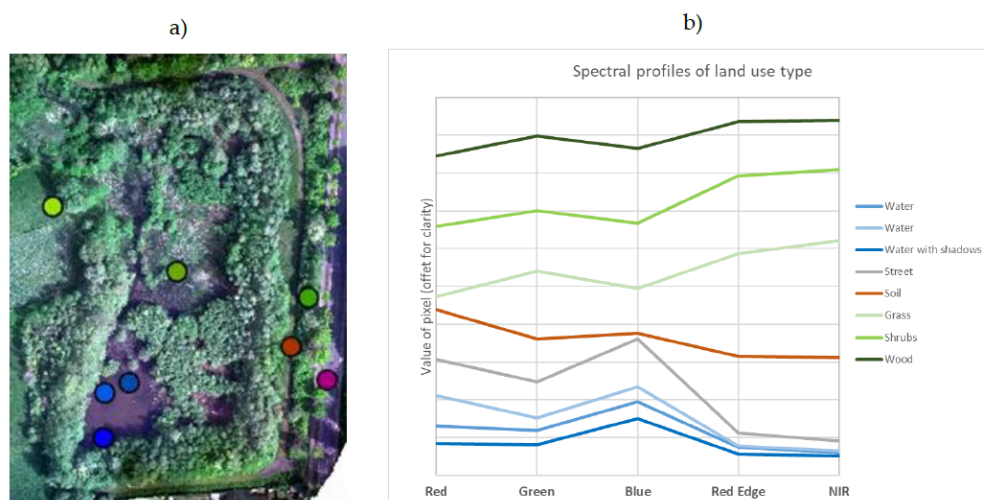 a)
b)
Spectral profiles of land use type
Value of pixel (offet for clarity)
Water
Water
Water with shadows
Street
Soil
Grass
Shrubs
Wood
Red Green Blue Red Edge NIR